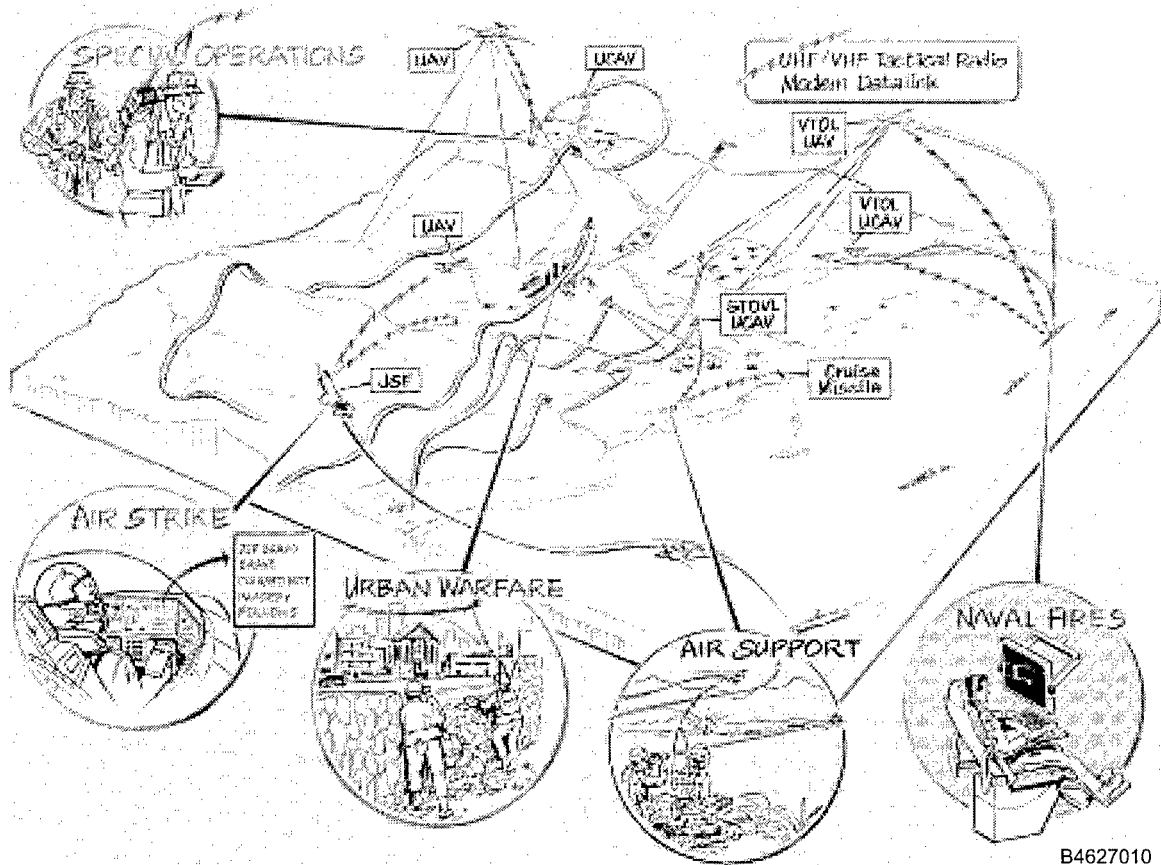 SPECIAL OPERATIONS
UAV
UCAV
UHF/VHF Tactical Radio
Modem Datalink
VTOL
UAV
VTOL
UCAV
UAV
STOVL
UCAV
JSF
Cruise
Missile
AIR STRIKE
IMAGERY
URBAN WARFARE
AIR SUPPORT
NAVAL FIRES
B4627010